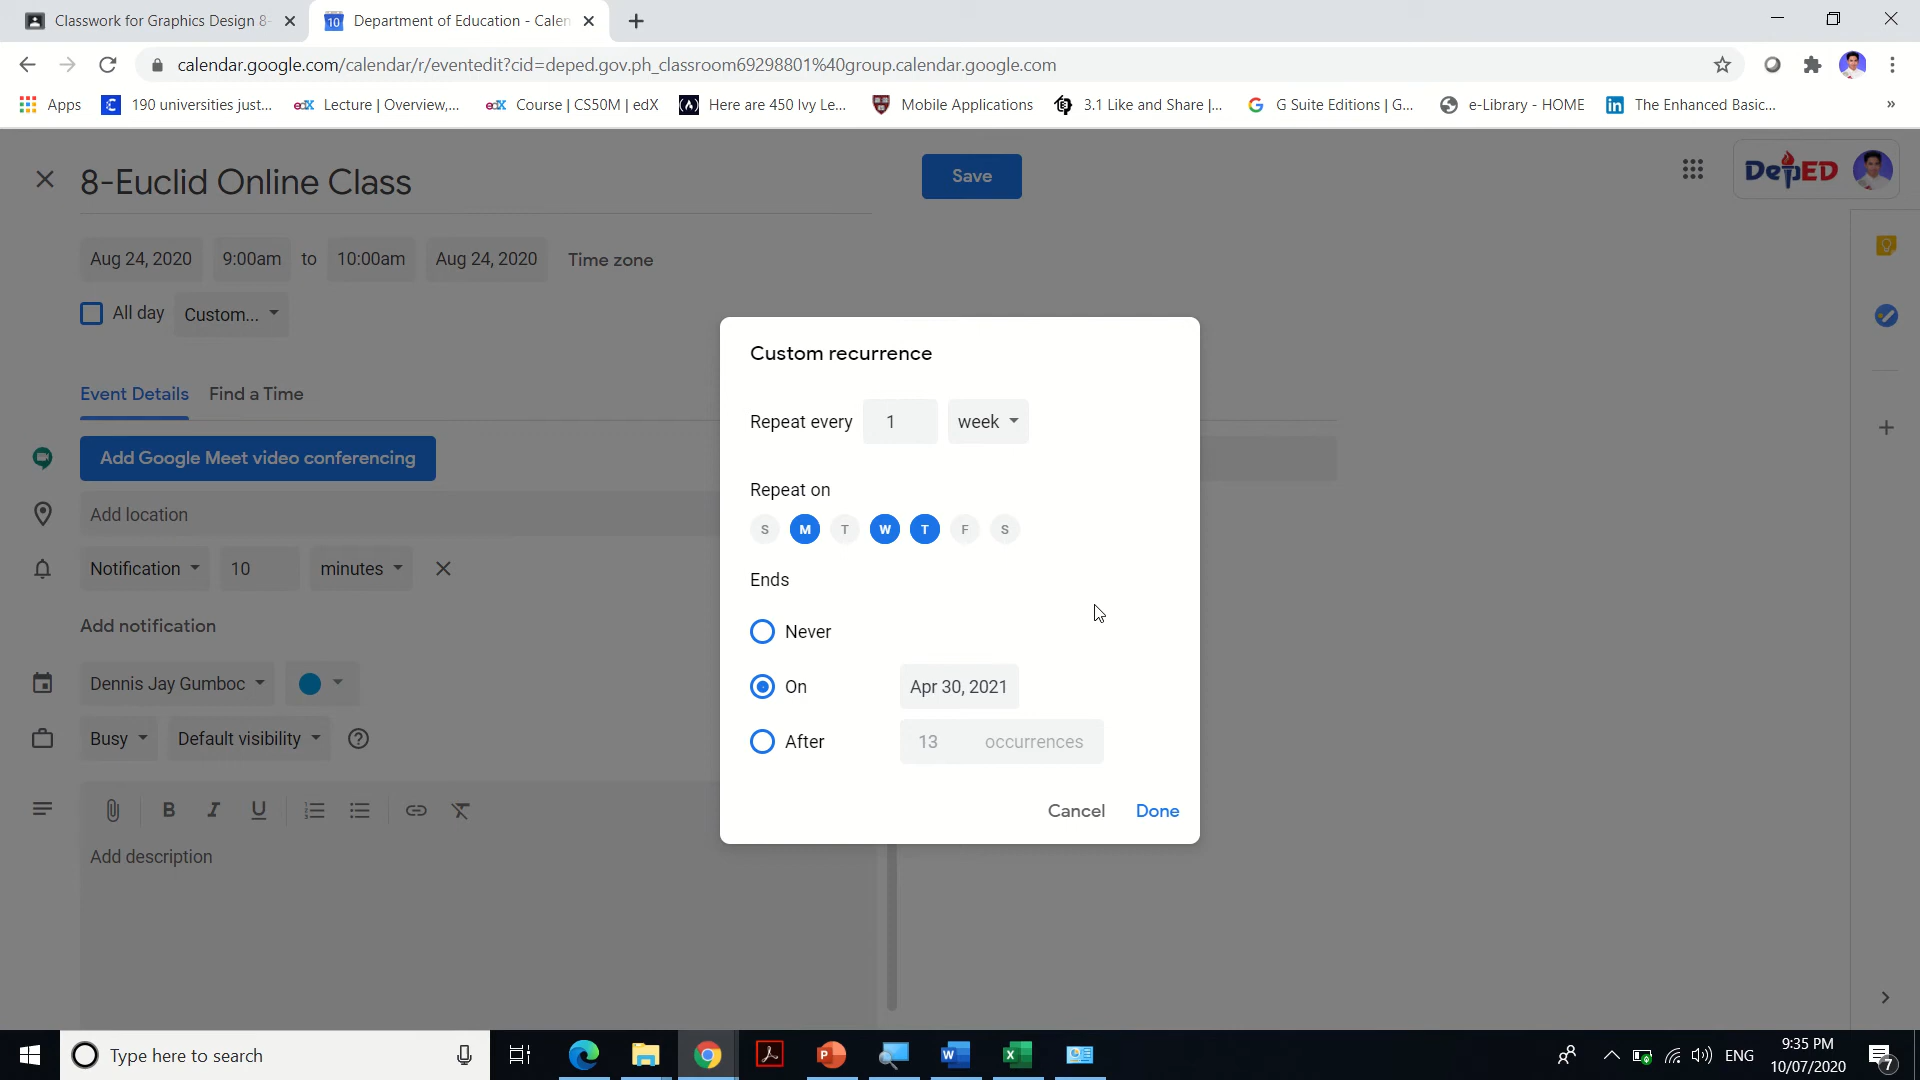 Classwork for Graphics Design 8-
Department of Education - Calen
calendar.google.com/calendar/r/eventedit?cid=deped.gov.ph_classroom69298801%40group.calendar.google.com
Apps 190 universities just... Lecture | Overview,... Course | CS50M | edX Here are 450 Ivy Le... Mobile Applications 3.1 Like and Share |... G Suite Editions | G... e-Library - HOME The Enhanced Basic... »
8-Euclid Online Class
Save
DepED
Aug 24, 2020 9:00am to 10:00am Aug 24, 2020 Time zone
All day Custom...
Event Details Find a Time
Add Google Meet video conferencing
Add location
Notification 10 minutes
Add notification
Dennis Jay Gumboc
Busy Default visibility
B I U
Add description
Custom recurrence
Repeat every 1 week
Repeat on
S M T W T F S
Ends
Never
On Apr 30, 2021
After 13 occurrences
Cancel Done
Type here to search
ENG
9:35 PM
10/07/2020
7